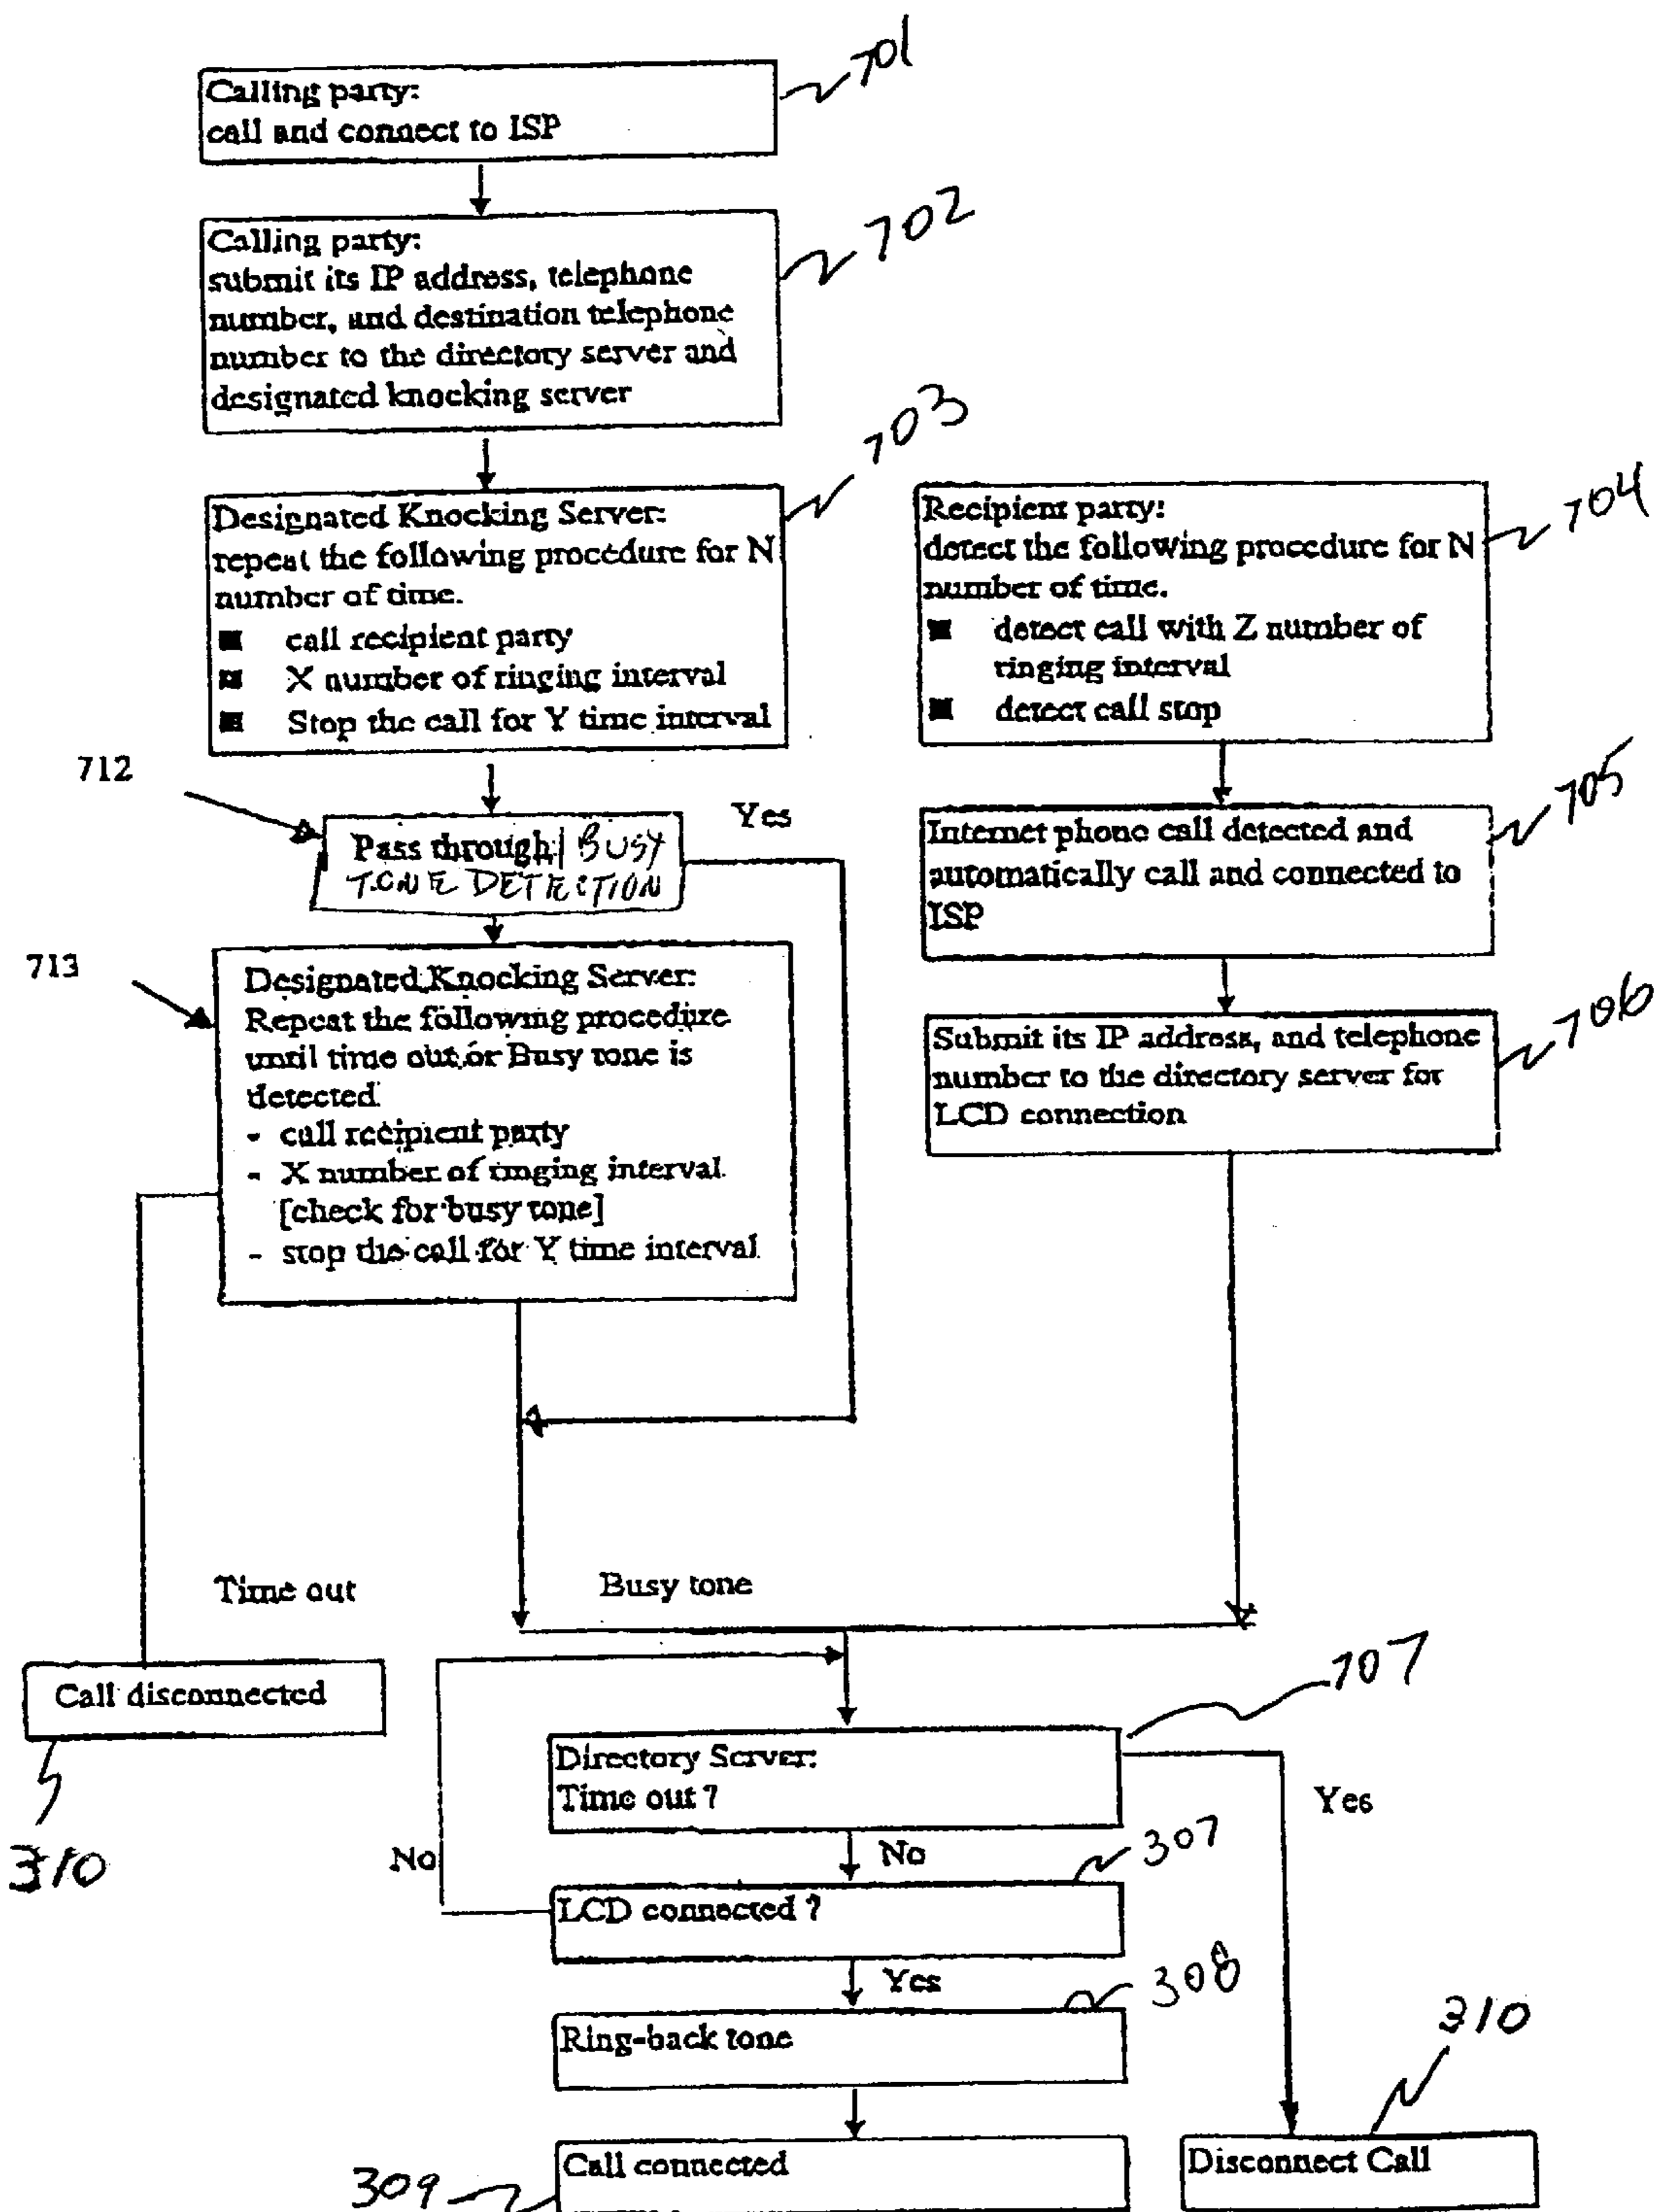 701
Calling party:
call and connect to ISP
702
Calling party:
submit its IP address, telephone
number, and destination telephone
number to the directory server and
designated knocking server
703
Designated Knocking Server:
repeat the following procedure for N
number of time.
■ call recipient party
■ X number of ringing interval
■ Stop the call for Y time interval
704
Recipient party:
detect the following procedure for N
number of time.
■ detect call with Z number of
ringing interval
■ detect call stop
712
Pass through/ BUSY
TONE DETECTION
Yes
705
Internet phone call detected and
automatically call and connected to
ISP
713
Designated Knocking Server:
Repeat the following procedure
until time out or Busy tone is
detected.
- call recipient party
- X number of ringing interval.
[check for busy tone]
- stop the call for Y time interval.
706
Submit its IP address, and telephone
number to the directory server for
LCD connection
Time out
Busy tone
Call disconnected
310
707
Directory Server:
Time out ?
Yes
No
No
307
LCD connected ?
Yes
308
Ring-back tone
310
309
Call connected
Disconnect Call